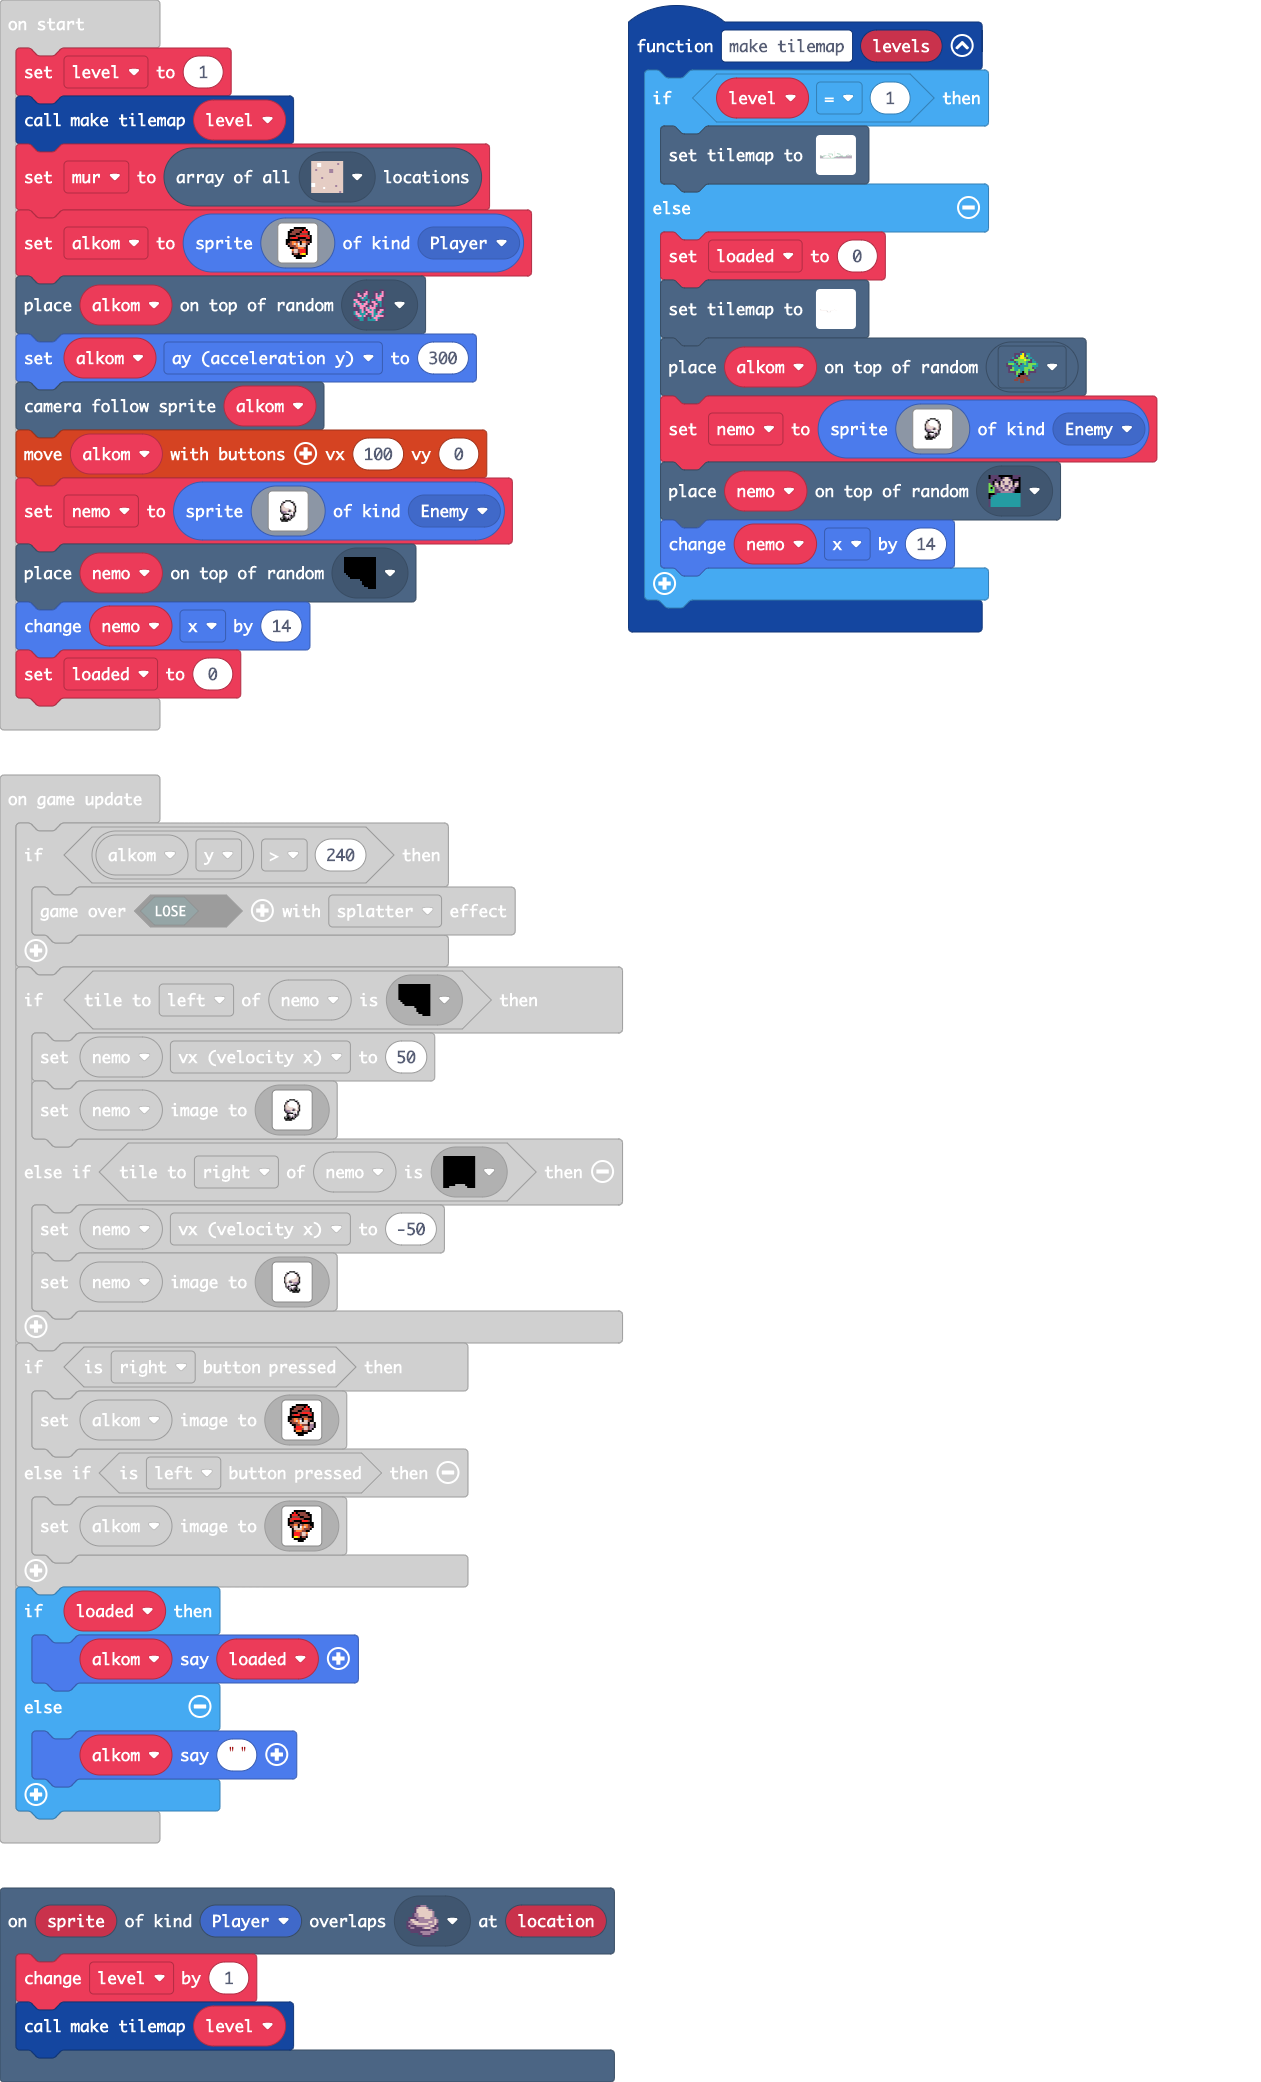 on start
set level to 1
call make tilemap level
set mur to array of all locations
set alkom to sprite of kind Player
place alkom on top of random
set alkom ay (acceleration y) to 300
camera follow sprite alkom
move alkom with buttons vx 100 vy 0
set nemo to sprite of kind Enemy
place nemo on top of random
change nemo x by 14
set loaded to 0
function make tilemap levels
if level = 1 then
set tilemap to
else
set loaded to 0
set tilemap to
place alkom on top of random
set nemo to sprite of kind Enemy
place nemo on top of random
change nemo x by 14
on game update
if alkom y > 240 then
game over LOSE with splatter effect
if tile to left of nemo is then
set nemo vx (velocity x) to 50
set nemo image to
else if tile to right of nemo is then
set nemo vx (velocity x) to -50
set nemo image to
if is right button pressed then
set alkom image to
else if is left button pressed then
set alkom image to
if loaded then
alkom say loaded
else
alkom say " "
on sprite of kind Player overlaps at location
change level by 1
call make tilemap level